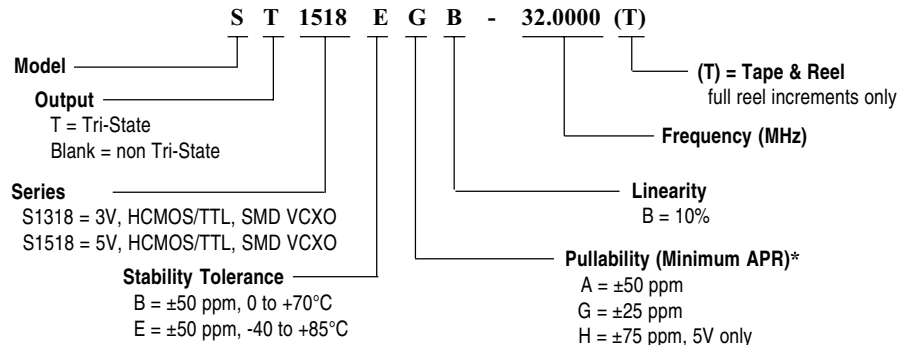 S T 1518 E G B - 32.0000 (T)
Model
(T) = Tape & Reel
full reel increments only
Output
T = Tri-State
Blank = non Tri-State
Frequency (MHz)
Series
S1318 = 3V, HCMOS/TTL, SMD VCXO
S1518 = 5V, HCMOS/TTL, SMD VCXO
Linearity
B = 10%
Stability Tolerance
B = ±50 ppm, 0 to +70°C
E = ±50 ppm, -40 to +85°C
Pullability (Minimum APR)*
A = ±50 ppm
G = ±25 ppm
H = ±75 ppm, 5V only